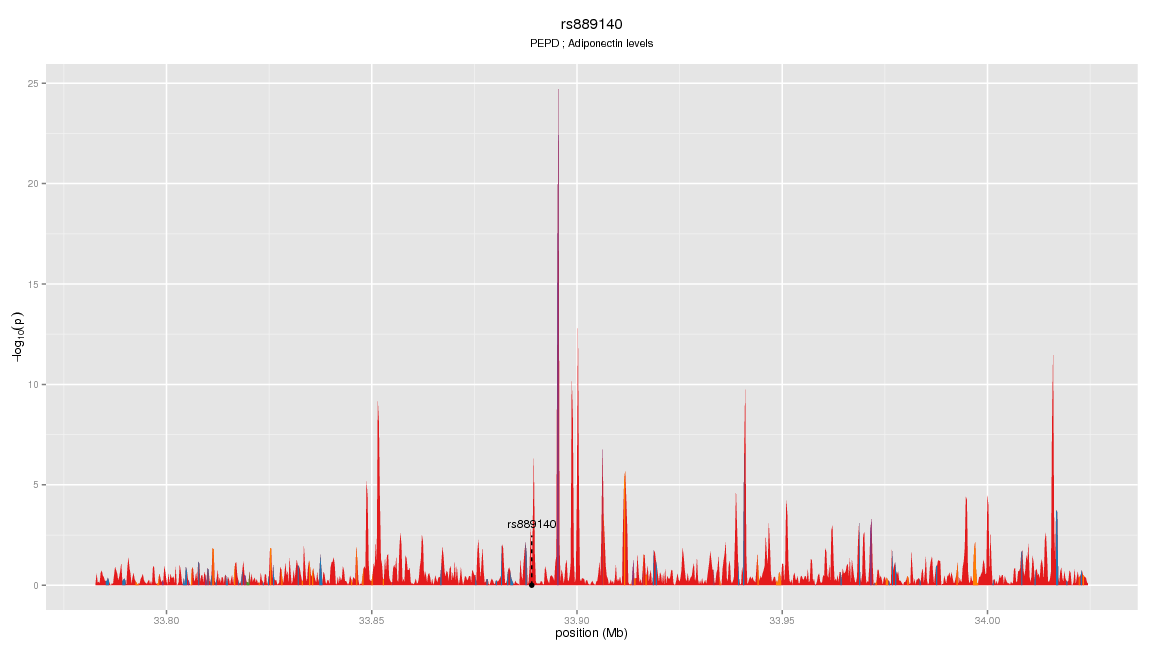 rs889140
PEPD ; Adiponectin levels
25
20
15
10
5
0
−log10(p)
rs889140
33.80
33.85
33.90
33.95
34.00
position (Mb)